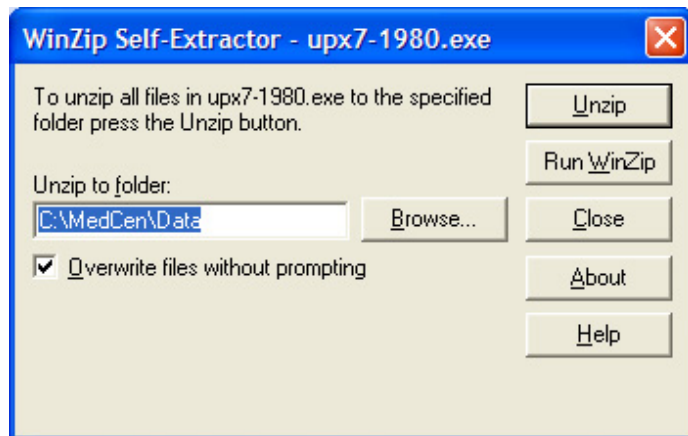 WinZip Self-Extractor - upx7-1980.exe
To unzip all files in upx7-1980.exe to the specified
folder press the Unzip button.
Unzip to folder:
C:\MedCen\Data
Browse...
Overwrite files without prompting
Unzip
Run WinZip
Close
About
Help